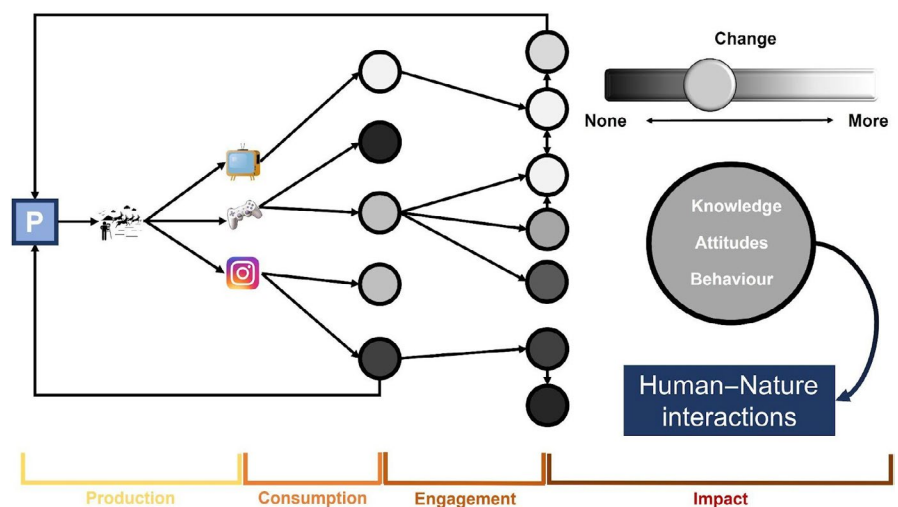 Change
None
More
P
Knowledge
Attitudes
Behaviour
Human–Nature
interactions
Production
Consumption
Engagement
Impact